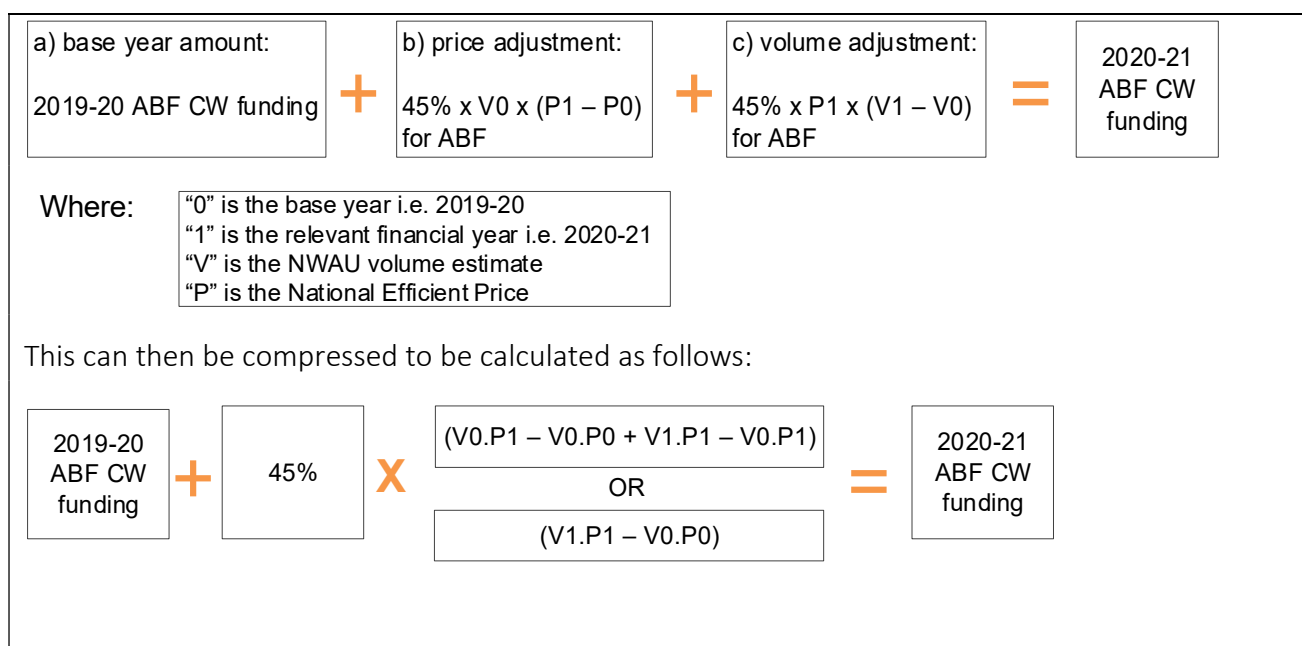 a) base year amount:
2019-20 ABF CW funding
+
b) price adjustment:
45% x V0 x (P1 – P0)
for ABF
+
c) volume adjustment:
45% x P1 x (V1 – V0)
for ABF
=
2020-21
ABF CW
funding
Where:
“0” is the base year i.e. 2019-20
“1” is the relevant financial year i.e. 2020-21
“V” is the NWAU volume estimate
“P” is the National Efficient Price
This can then be compressed to be calculated as follows:
2019-20
ABF CW
funding
+
45%
x
(V0.P1 – V0.P0 + V1.P1 – V0.P1)
OR
(V1.P1 – V0.P0)
=
2020-21
ABF CW
funding